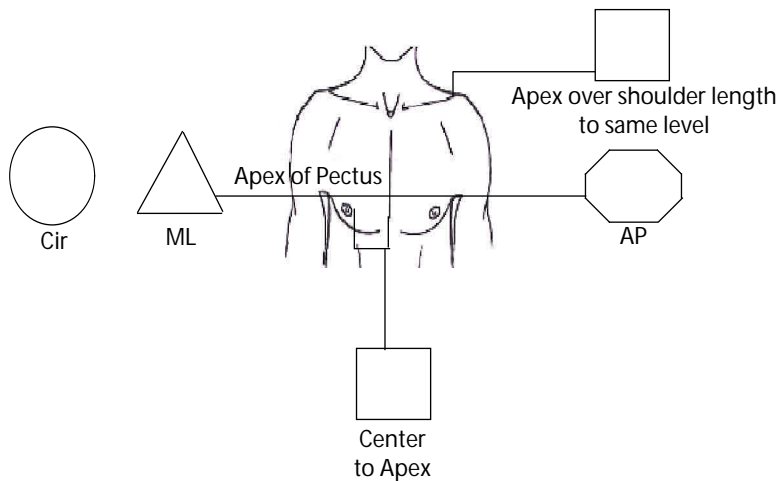 Apex over shoulder length
to same level
Apex of Pectus
Cir
ML
AP
Center
to Apex